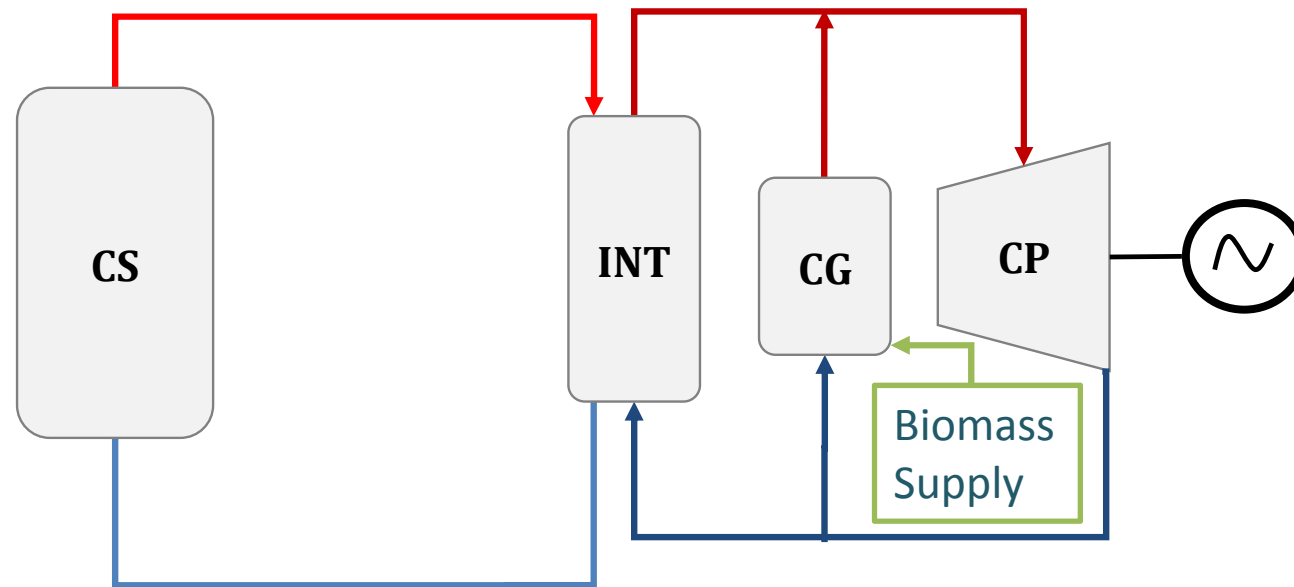 CS
INT
CG
CP
Biomass
Supply